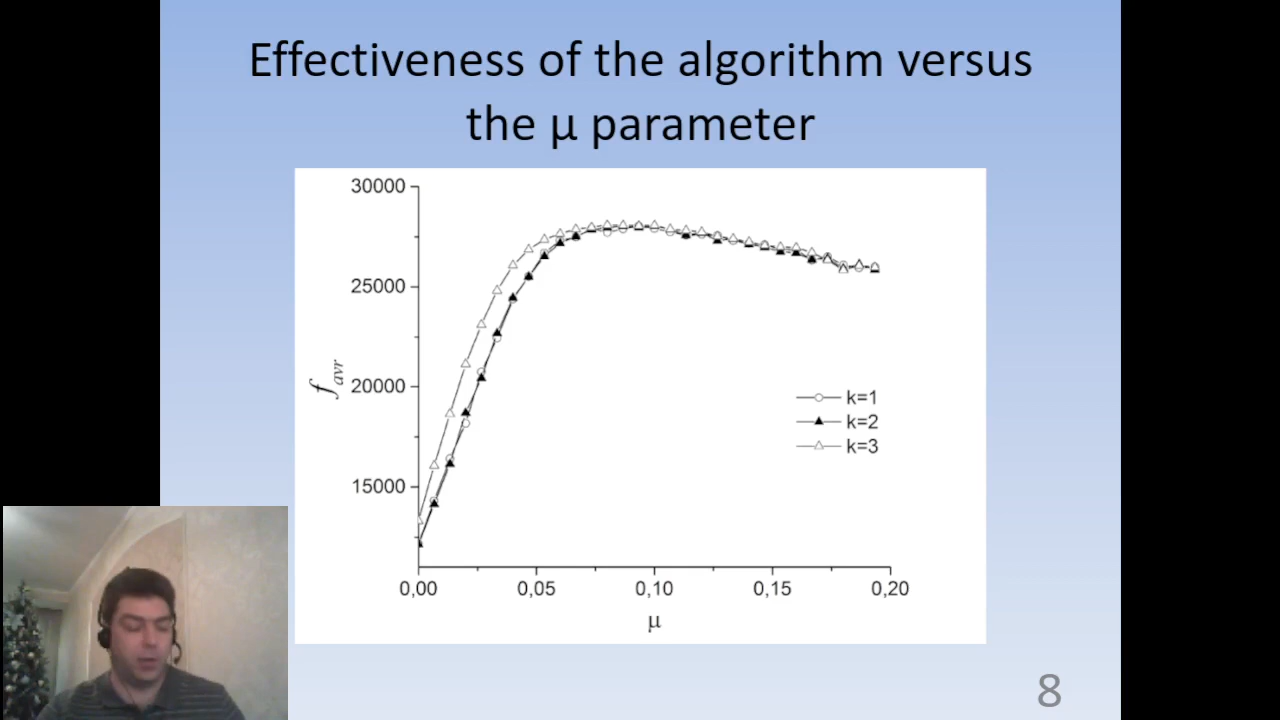 Effectiveness of the algorithm versus
the μ parameter
30000
25000
20000
15000
f avr
k=1
k=2
k=3
0,00 0,05 0,10 0,15 0,20
μ
8